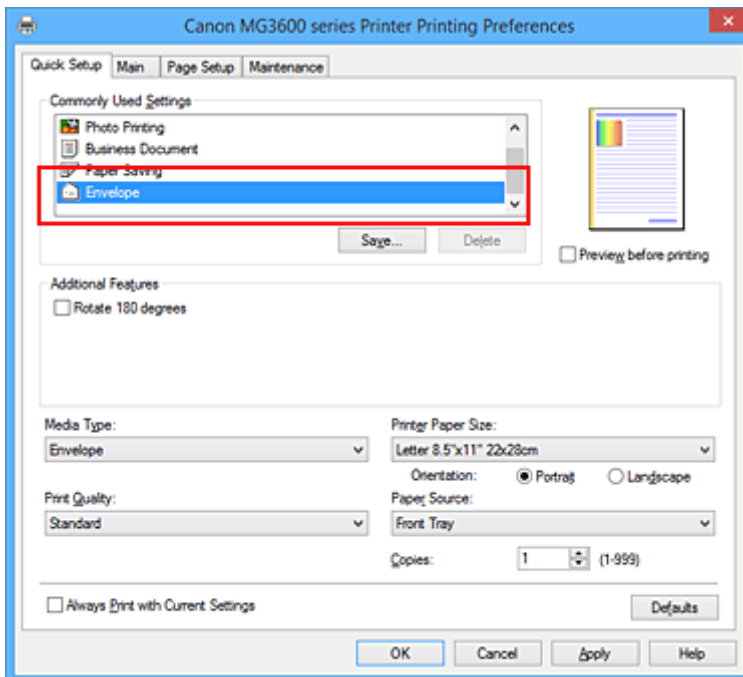 Canon MG3600 series Printer Printing Preferences
Quick Setup Main Page Setup Maintenance
Commonly Used Settings
Photo Printing
Business Document
Paper Saving
Envelope
Save... Delete
Preview before printing
Additional Features
Rotate 180 degrees
Media Type: Printer Paper Size:
Envelope Letter 8.5"x11" 22x28cm
Orientation: Portrait Landscape
Print Quality: Paper Source:
Standard Front Tray
Copies: 1 (1-999)
Always Print with Current Settings Defaults
OK Cancel Apply Help